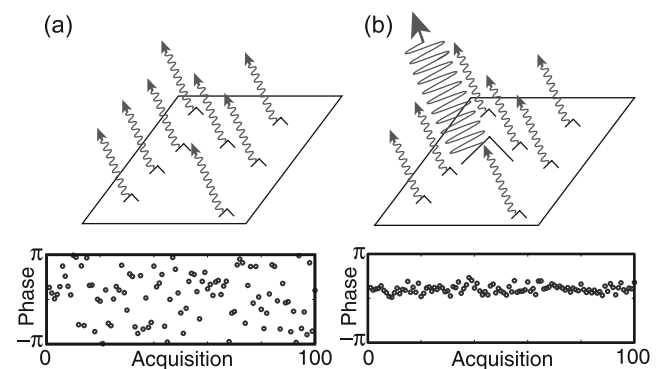 (a)
(b)
π
Phase
−π
0
Acquisition
100
π
Phase
−π
0
Acquisition
100